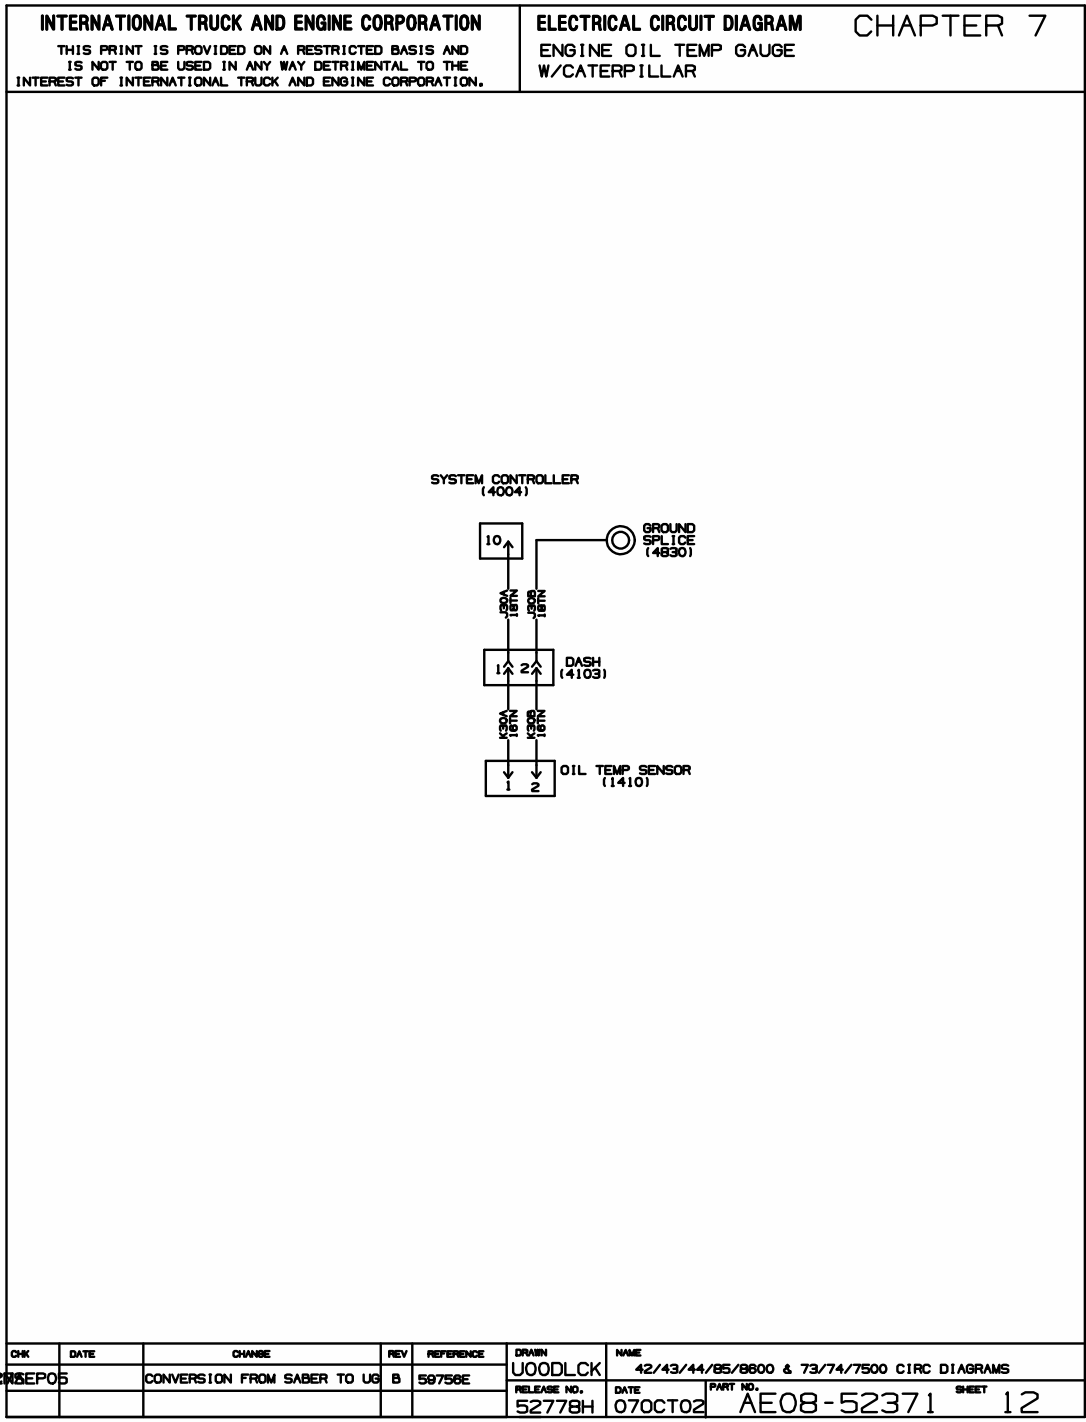 INTERNATIONAL TRUCK AND ENGINE CORPORATION
THIS PRINT IS PROVIDED ON A RESTRICTED BASIS AND
IS NOT TO BE USED IN ANY WAY DETRIMENTAL TO THE
INTEREST OF INTERNATIONAL TRUCK AND ENGINE CORPORATION.
ELECTRICAL CIRCUIT DIAGRAM
ENGINE OIL TEMP GAUGE
W/CATERPILLAR
CHAPTER 7
SYSTEM CONTROLLER
(4004)
10
GROUND
SPLICE
(4830)
J30A
18TN
J30B
18TN
1 2
DASH
(4103)
K30A
16TN
K30B
16TN
OIL TEMP SENSOR
(1410)
1 2
CHK DATE CHANGE REV REFERENCE
CONVERSION FROM SABER TO UG B 59756E
DRAWN
UOODLCK
NAME
42/43/44/85/8600 & 73/74/7500 CIRC DIAGRAMS
RELEASE NO.
52778H
DATE
07OCT02
PART NO.
AE08-52371
SHEET
12